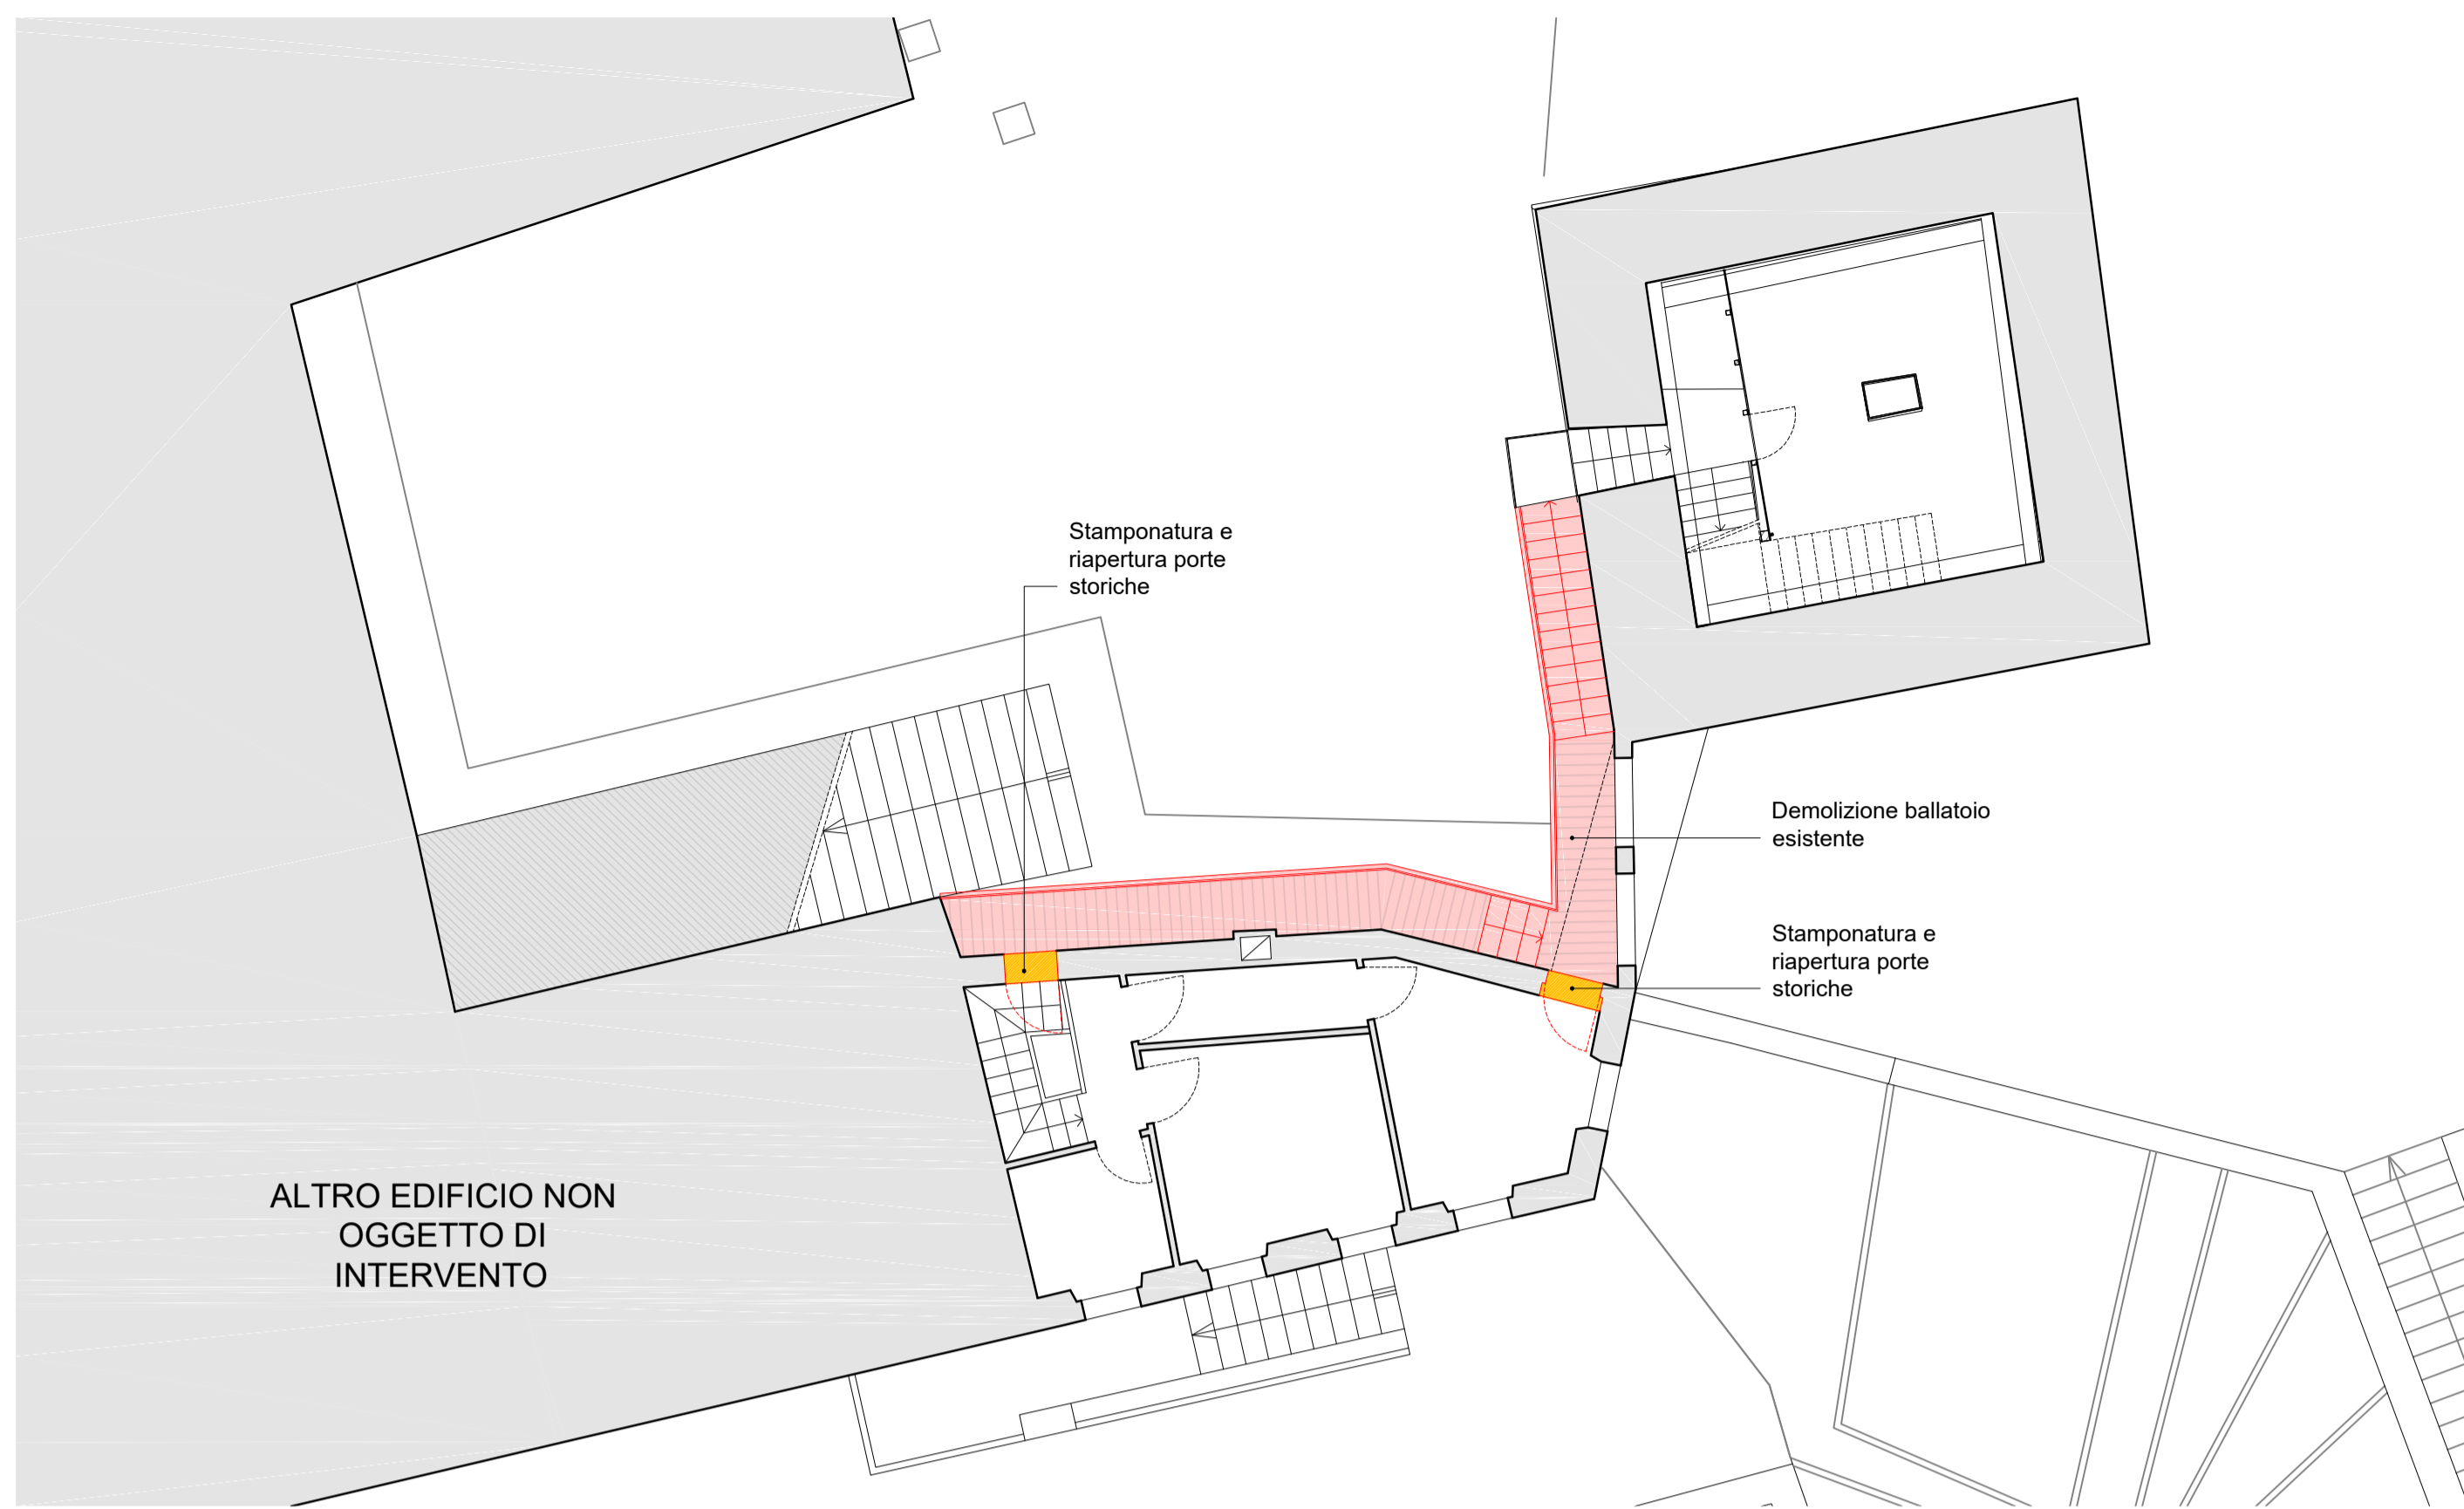 Stamponatura e
riapertura porte
storiche
Demolizione ballatoio
esistente
Stamponatura e
riapertura porte
storiche
ALTRO EDIFICIO NON
OGGETTO DI
INTERVENTO